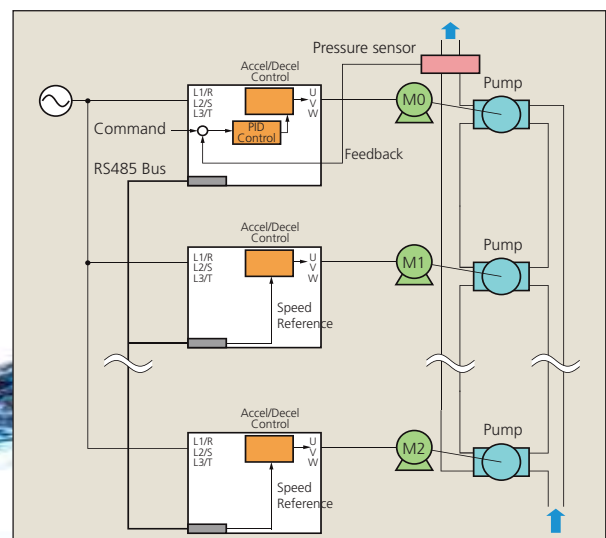 Pressure sensor
Accel/Decel
Control
L1/R
L2/S
L3/T
U
V
W
M0
Pump
Command
PID
Control
Feedback
RS485 Bus
Accel/Decel
Control
L1/R
L2/S
L3/T
U
V
W
M1
Pump
Speed
Reference
Accel/Decel
Control
L1/R
L2/S
L3/T
U
V
W
M2
Pump
Speed
Reference